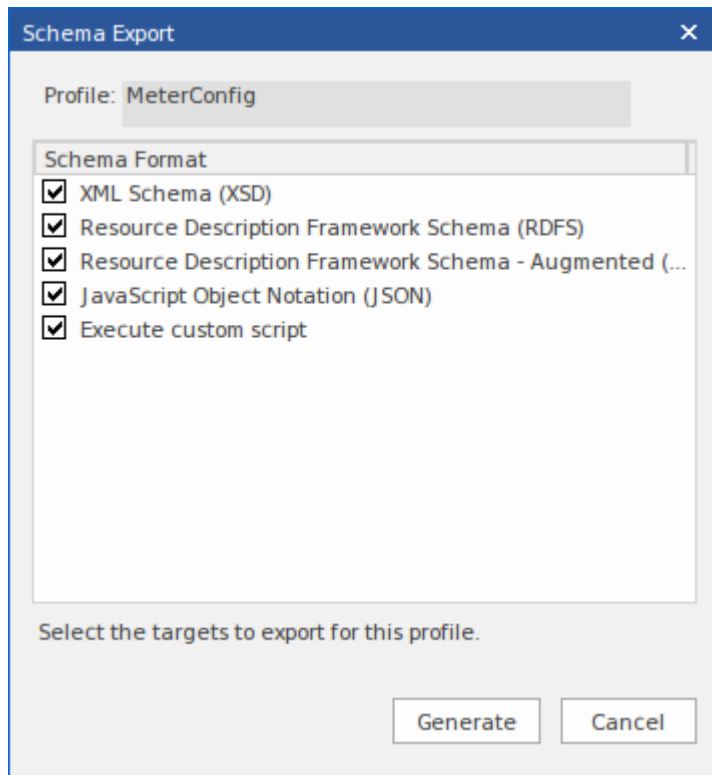 Schema Export
Profile: MeterConfig
Schema Format
XML Schema (XSD)
Resource Description Framework Schema (RDFS)
Resource Description Framework Schema - Augmented (...
JavaScript Object Notation (JSON)
Execute custom script
Select the targets to export for this profile.
Generate Cancel